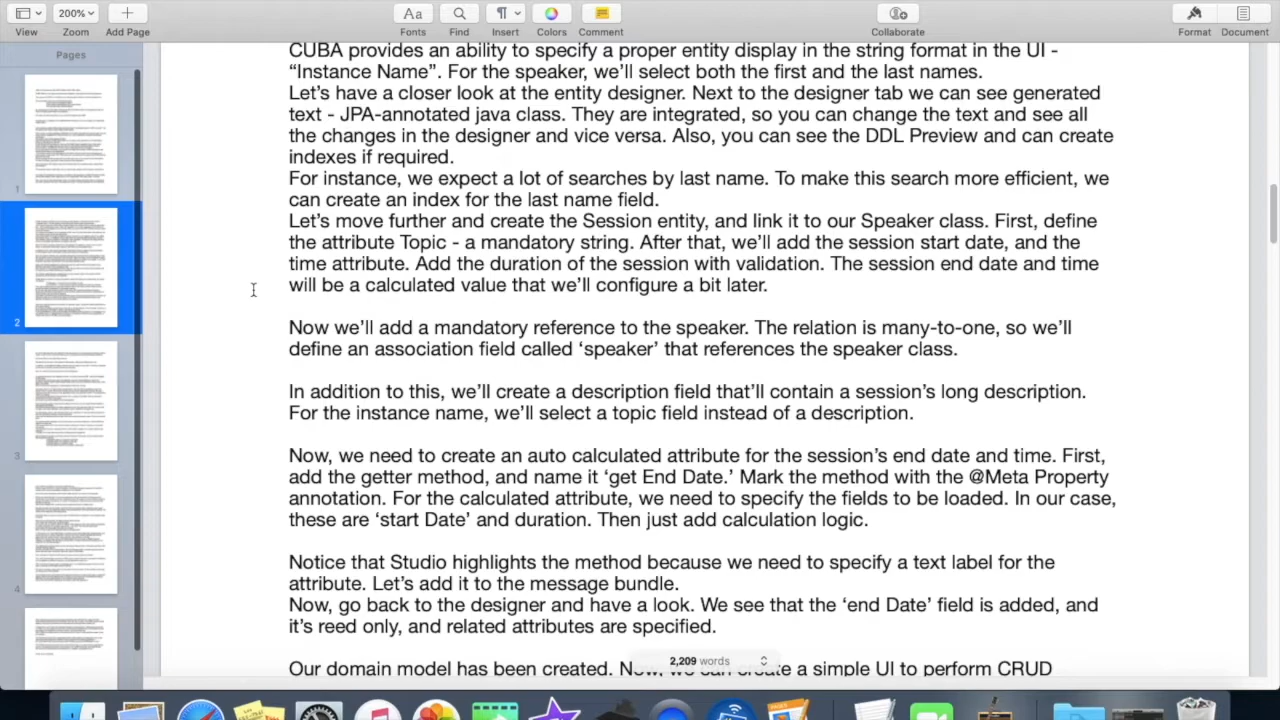 200%
View
Zoom
Add Page
Aa
Fonts
Find
Insert
Colors
Comment
Collaborate
Format
Document
Pages
1
2
3
4
CUBA provides an ability to specify a proper entity display in the string format in the UI -
“Instance Name”. For the speaker, we’ll select both the first and the last names.
Let’s have a closer look at the entity designer. Next to the designer tab we can see generated
text - JPA-annotated Java class. They are integrated, so you can change the text and see all
the changes in the designer and vice versa. Also, you can see the DDL Preview and can create
indexes if required.
For instance, we expect a lot of searches by last name. To make this search more efficient, we
can create an index for the last name field.
Let’s move further and create the Session entity, and link it to our Speaker class. First, define
the attribute Topic - a mandatory string. After that, we’ll add the session start date, and the
time attribute. Add the duration of the session with validation. The session end date and time
will be a calculated value that we’ll configure a bit later.
Now we’ll add a mandatory reference to the speaker. The relation is many-to-one, so we’ll
define an association field called ‘speaker’ that references the speaker class.
In addition to this, we’ll create a description field that’ll contain a session’s long description.
For the instance name, we’ll select a topic field instead of a description.
Now, we need to create an auto calculated attribute for the session’s end date and time. First,
add the getter method, and name it ‘get End Date.’ Mark the method with the @Meta Property
annotation. For the calculated attribute, we need to specify the fields to be loaded. In our case,
these are ‘start Date’ and duration. Then just add calculation logic.
Notice that Studio highlights the method because we need to specify a text label for the
attribute. Let’s add it to the message bundle.
Now, go back to the designer and have a look. We see that the ‘end Date’ field is added, and
it’s read only, and related attributes are specified.
Our domain model has been created. Now, we can create a simple UI to perform CRUD
2,209 words